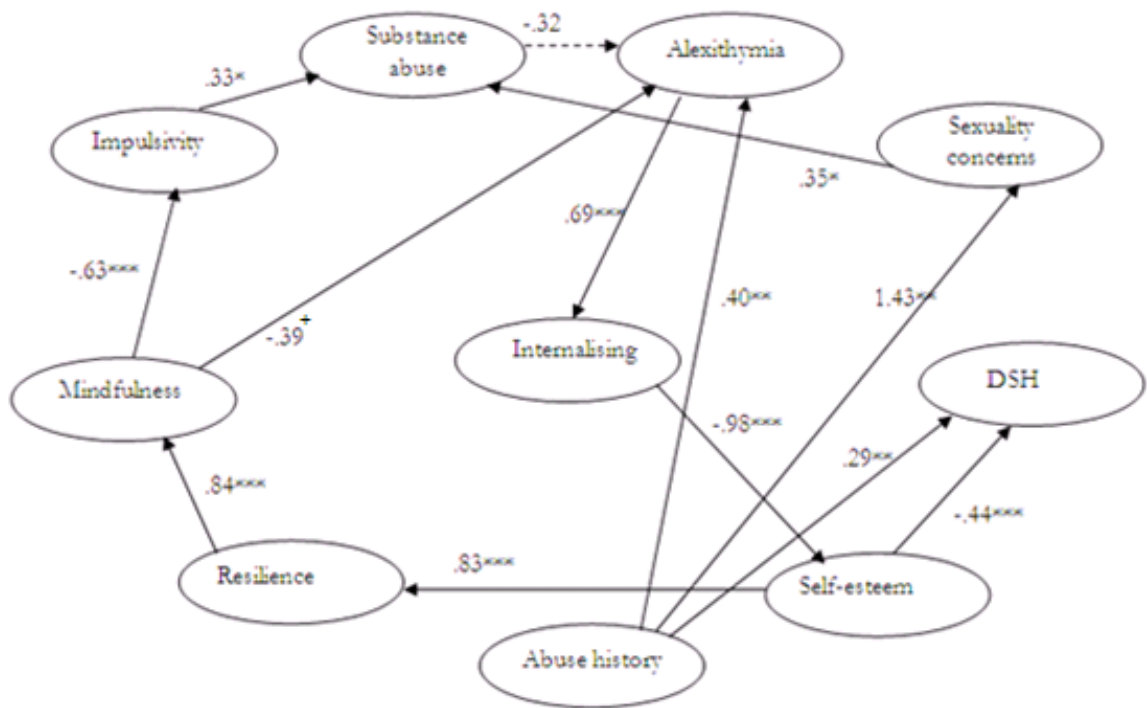 -.32
Substance
abuse
Alexithymia
.33*
Impulsivity
Sexuality
concerns
.35*
.69***
-.63***
.40**
1.43**
-.39+
Internalising
DSH
Mindfulness
-.98***
.29**
.84***
-.44***
Resilience
.83***
Self-esteem
Abuse history